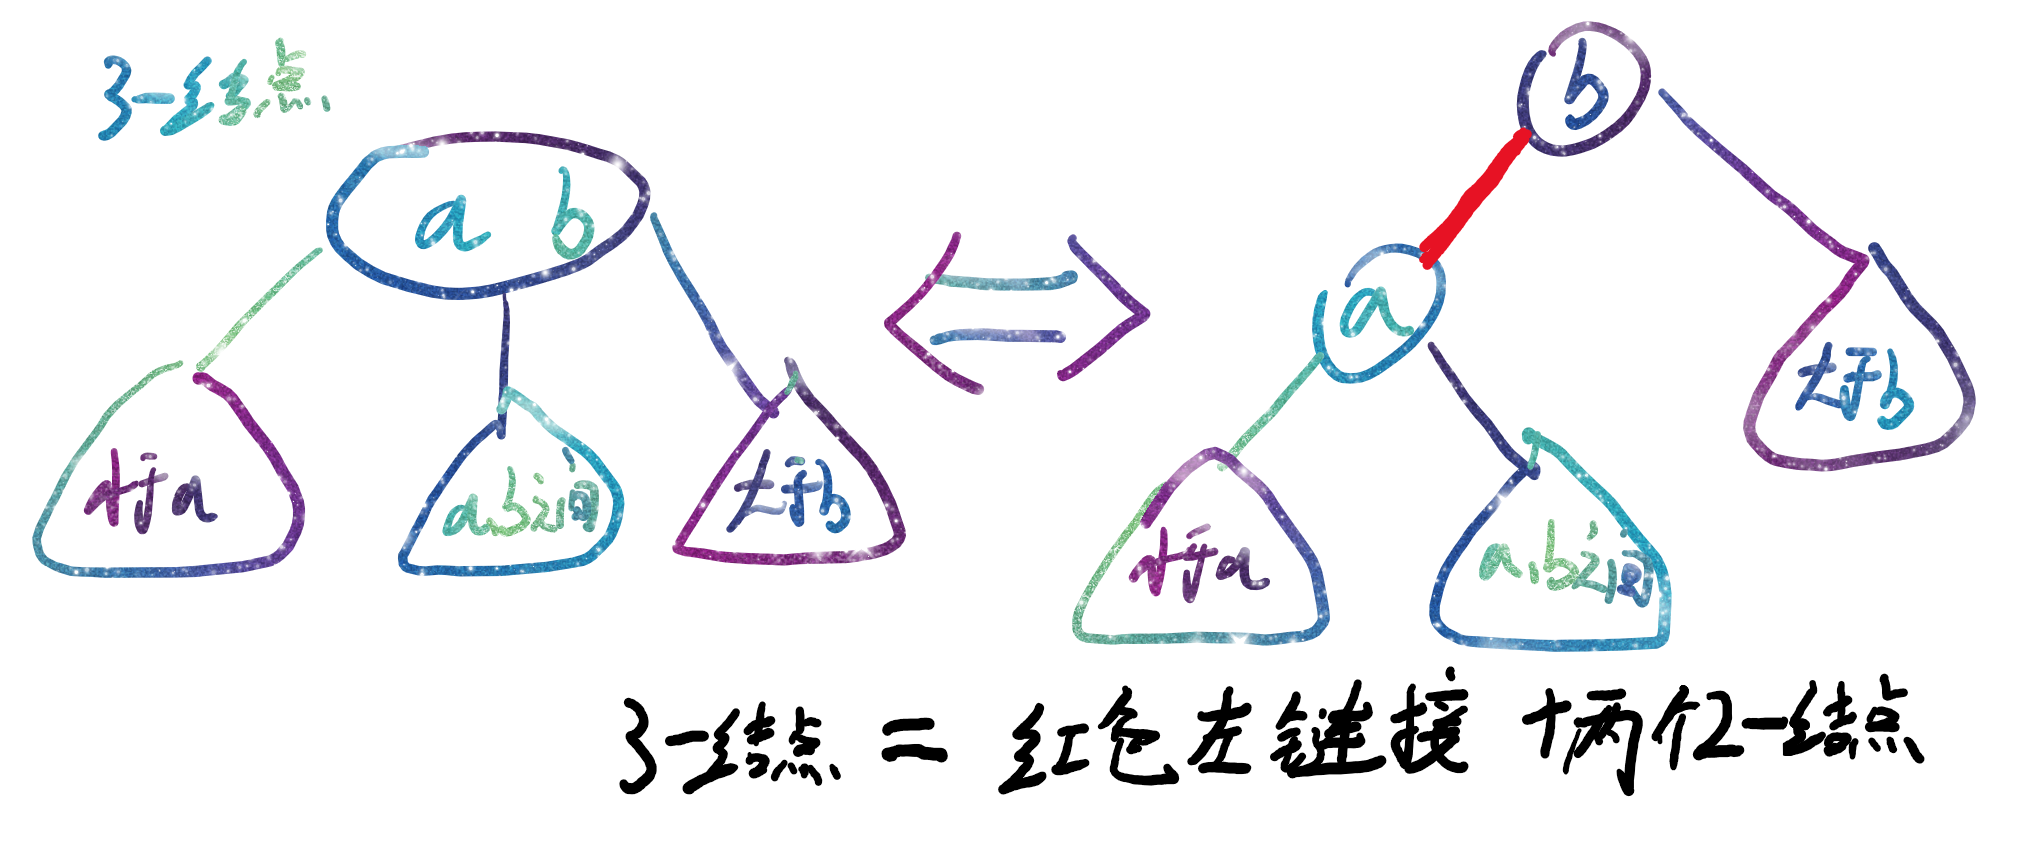 3-结点
a b
小于a
a,b之间
大于b
b
a
大于b
小于a
a,b之间
3-结点 = 红色左链接 + 两个2-结点